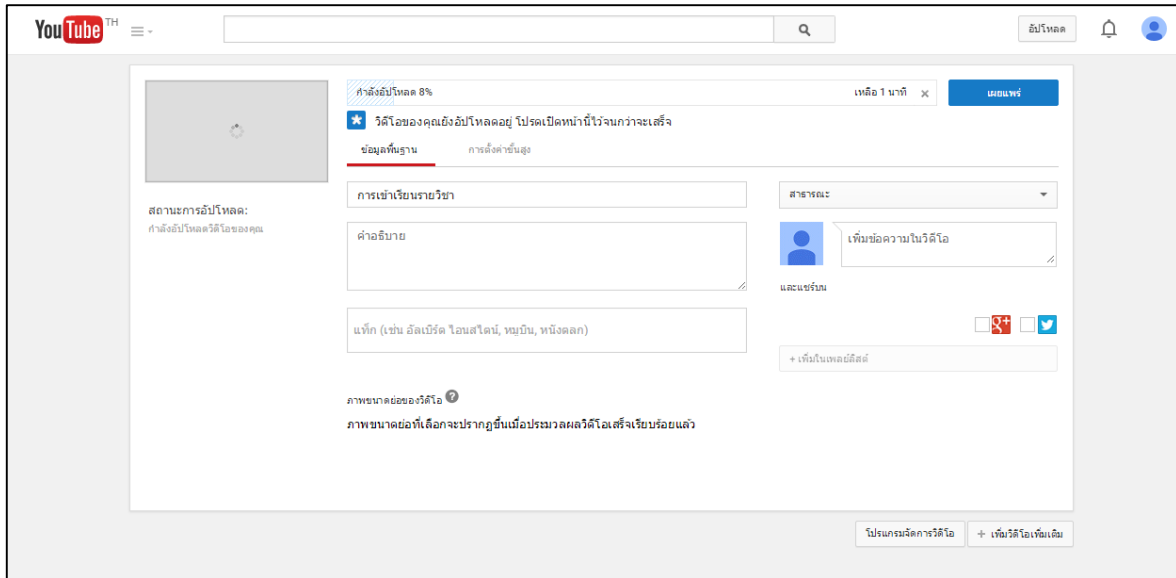 YouTube TH
อัปโหลด
กำลังอัปโหลด 8%
เหลือ 1 นาที
เผยแพร่
วิดีโอของคุณยังอัปโหลดอยู่ โปรดเปิดหน้านี้ไว้จนกว่าจะเสร็จ
ข้อมูลพื้นฐาน
การตั้งค่าขั้นสูง
สถานะการอัปโหลด:
กำลังอัปโหลดวิดีโอของคุณ
การเข้าเรียนรายวิชา
คำอธิบาย
แท็ก (เช่น อัลเบิร์ต ไอนสไตน์, หมูบิน, หนังตลก)
สาธารณะ
เพิ่มข้อความในวิดีโอ
และแชร์บน
g+
+ เพิ่มในเพลย์ลิสต์
ภาพขนาดย่อของวิดีโอ ?
ภาพขนาดย่อที่เลือกจะปรากฏขึ้นเมื่อประมวลผลวิดีโอเสร็จเรียบร้อยแล้ว
โปรแกรมจัดการวิดีโอ
+ เพิ่มวิดีโอเพิ่มเติม